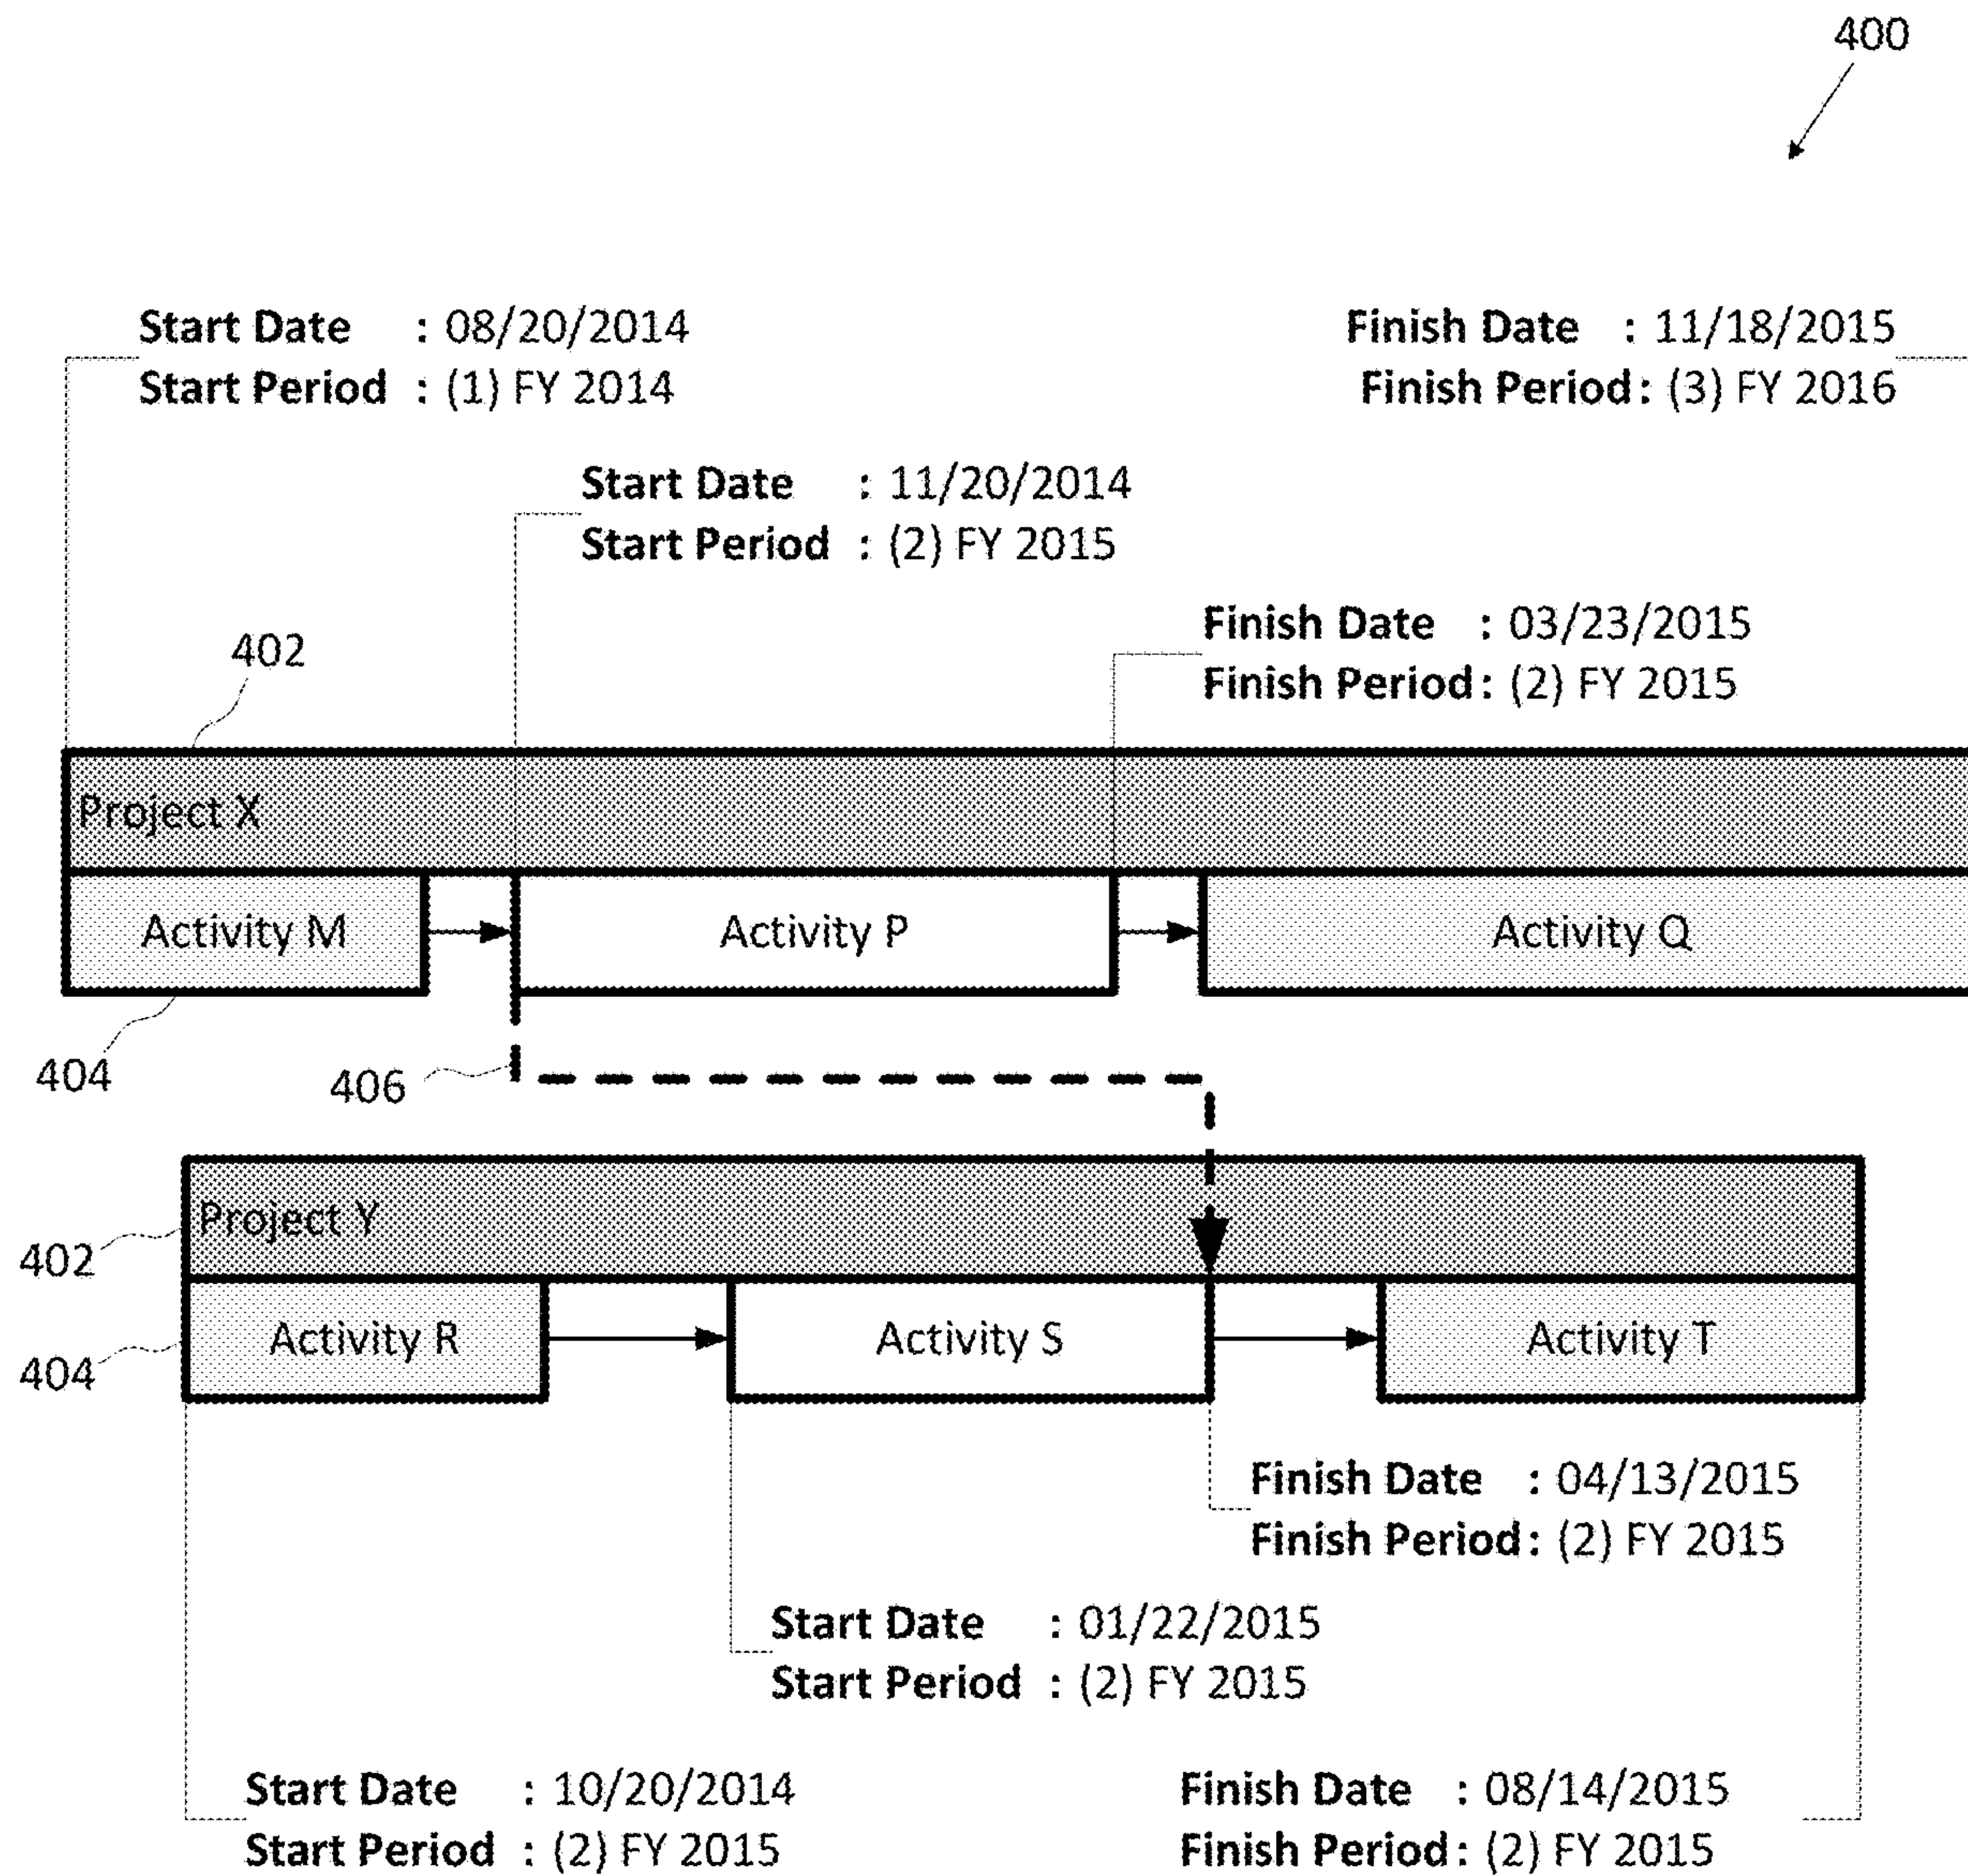 400
Start Date : 08/20/2014
Start Period : (1) FY 2014
Finish Date : 11/18/2015
Finish Period : (3) FY 2016
Start Date : 11/20/2014
Start Period : (2) FY 2015
Finish Date : 03/23/2015
Finish Period : (2) FY 2015
402
Project X
Activity M
Activity P
Activity Q
404
406
Project Y
402
Activity R
Activity S
Activity T
404
Finish Date : 04/13/2015
Finish Period : (2) FY 2015
Start Date : 01/22/2015
Start Period : (2) FY 2015
Start Date : 10/20/2014
Start Period : (2) FY 2015
Finish Date : 08/14/2015
Finish Period : (2) FY 2015